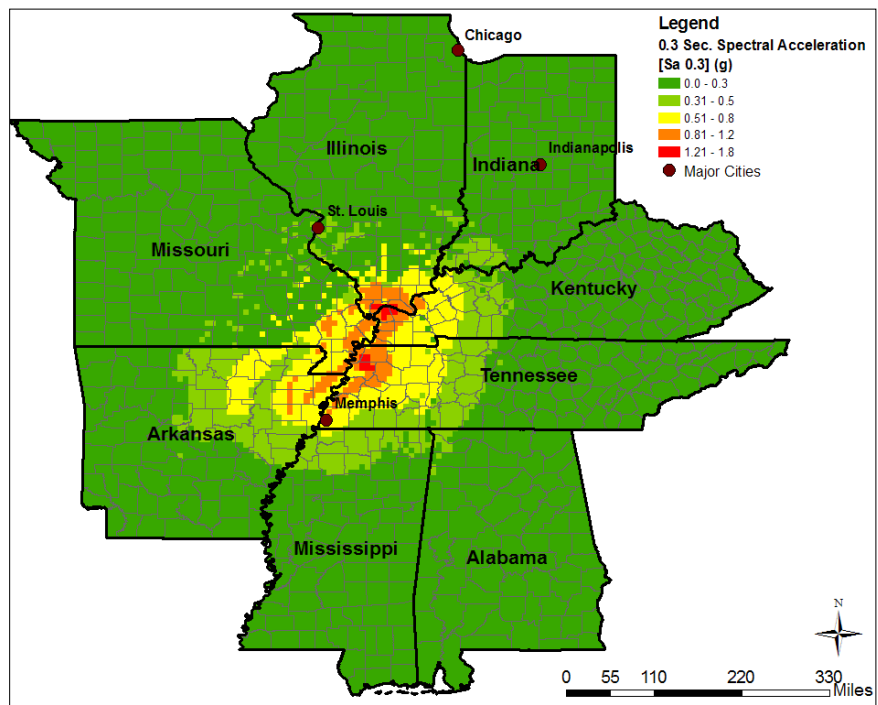 Legend
0.3 Sec. Spectral Acceleration
[Sa 0.3] (g)
0.0 - 0.3
0.31 - 0.5
0.51 - 0.8
0.81 - 1.2
1.21 - 1.8
Major Cities
Chicago
Illinois
Indiana
Indianapolis
St. Louis
Missouri
Kentucky
Tennessee
Memphis
Arkansas
Mississippi
Alabama
N
0 55 110 220 330
Miles